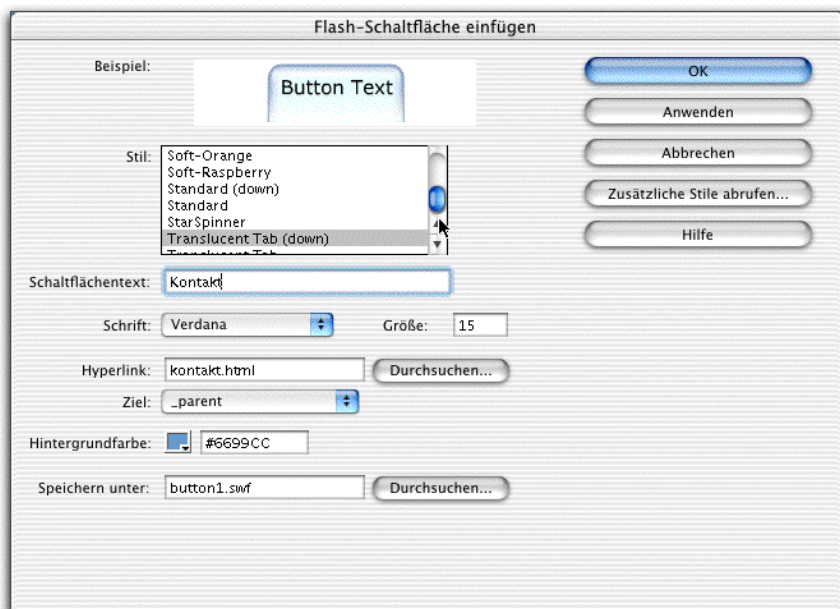 Flash-Schaltfläche einfügen
Beispiel:
Button Text
OK
Anwenden
Abbrechen
Zusätzliche Stile abrufen...
Hilfe
Stil:
Soft-Orange
Soft-Raspberry
Standard (down)
Standard
StarSpinner
Translucent Tab (down)
Translucent Tab
Schaltflächentext: Kontakt
Schrift: Verdana Größe: 15
Hyperlink: kontakt.html Durchsuchen...
Ziel: _parent
Hintergrundfarbe: #6699CC
Speichern unter: button1.swf Durchsuchen...